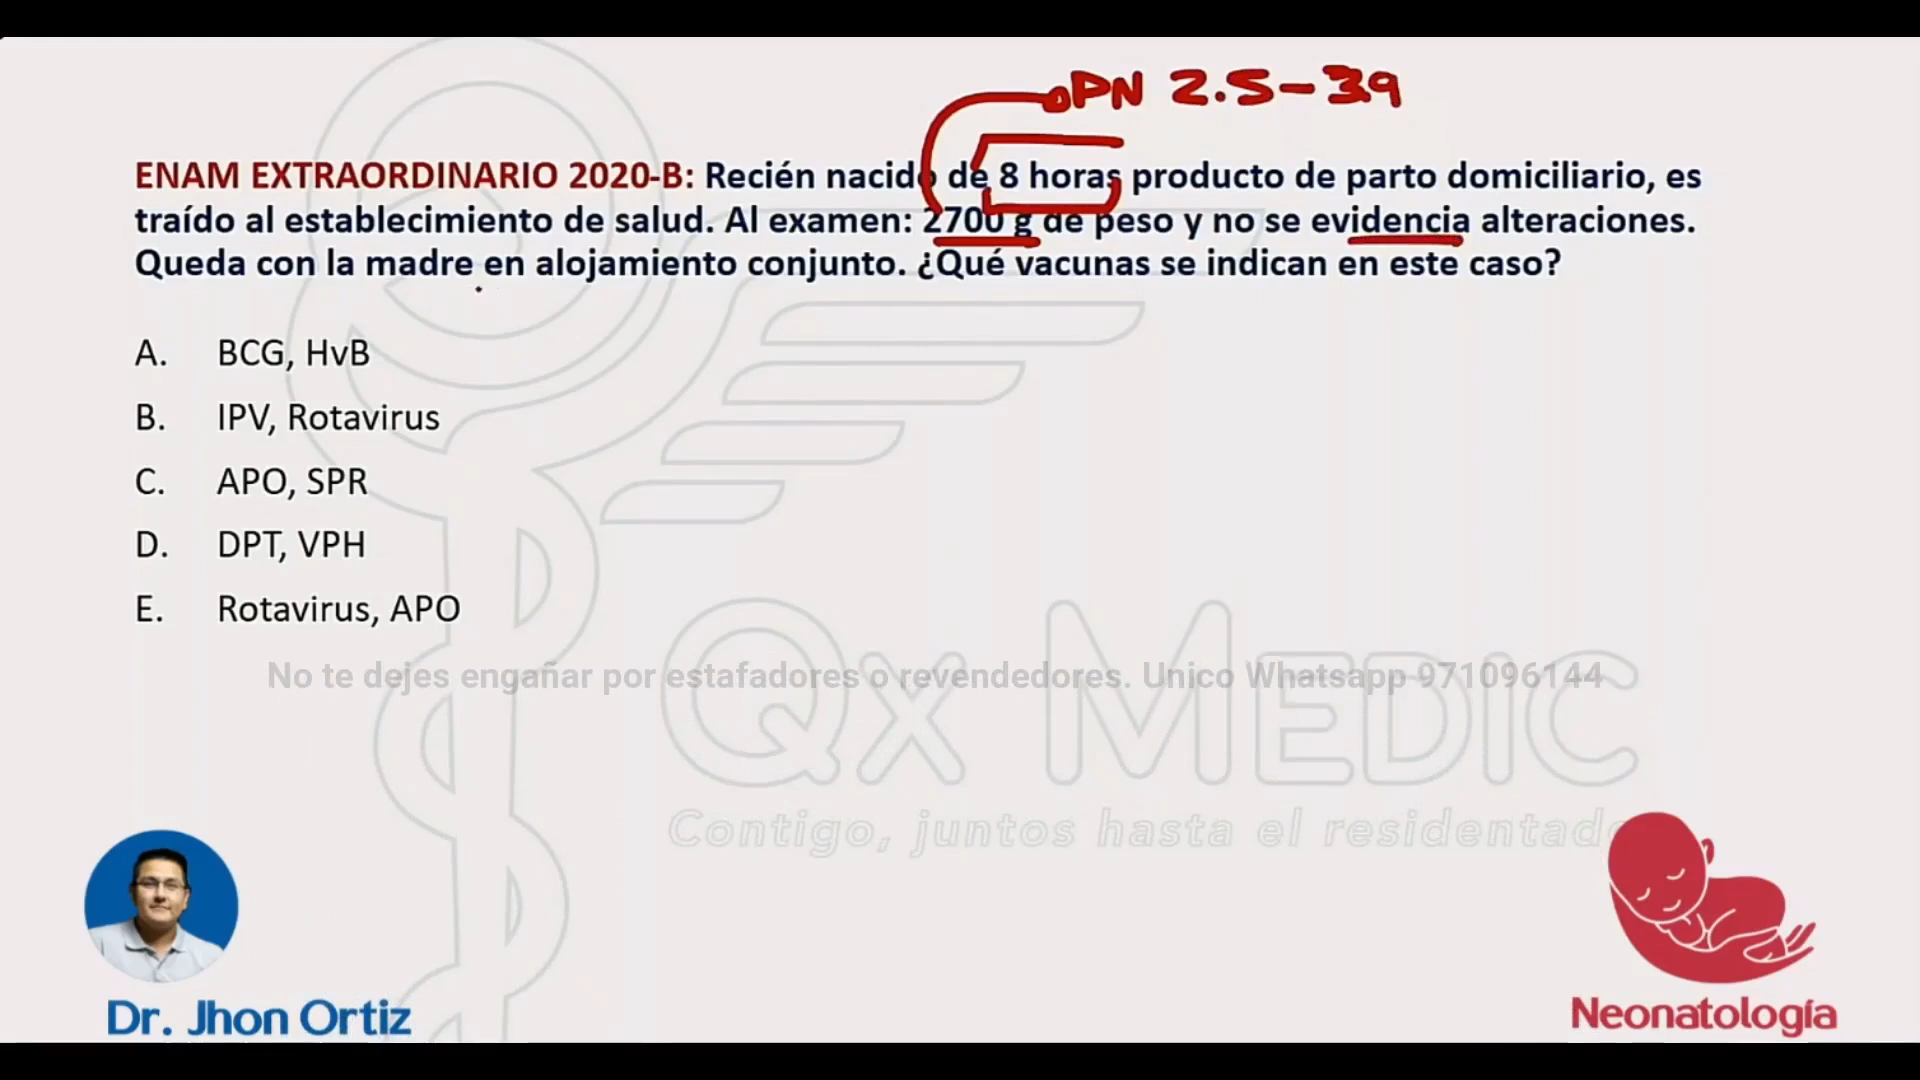 PN 2.5-3.9
ENAM EXTRAORDINARIO 2020-B: Recién nacido de 8 horas producto de parto domiciliario, es
traído al establecimiento de salud. Al examen: 2700 g de peso y no se evidencia alteraciones.
Queda con la madre en alojamiento conjunto. ¿Qué vacunas se indican en este caso?
A. BCG, HvB
B. IPV, Rotavirus
C. APO, SPR
D. DPT, VPH
E. Rotavirus, APO
No te dejes engañar por estafadores o revendedores. Unico Whatsapp 971096144
Qx MEDIC
Contigo, juntos hasta el residentado
Dr. Jhon Ortiz
Neonatología